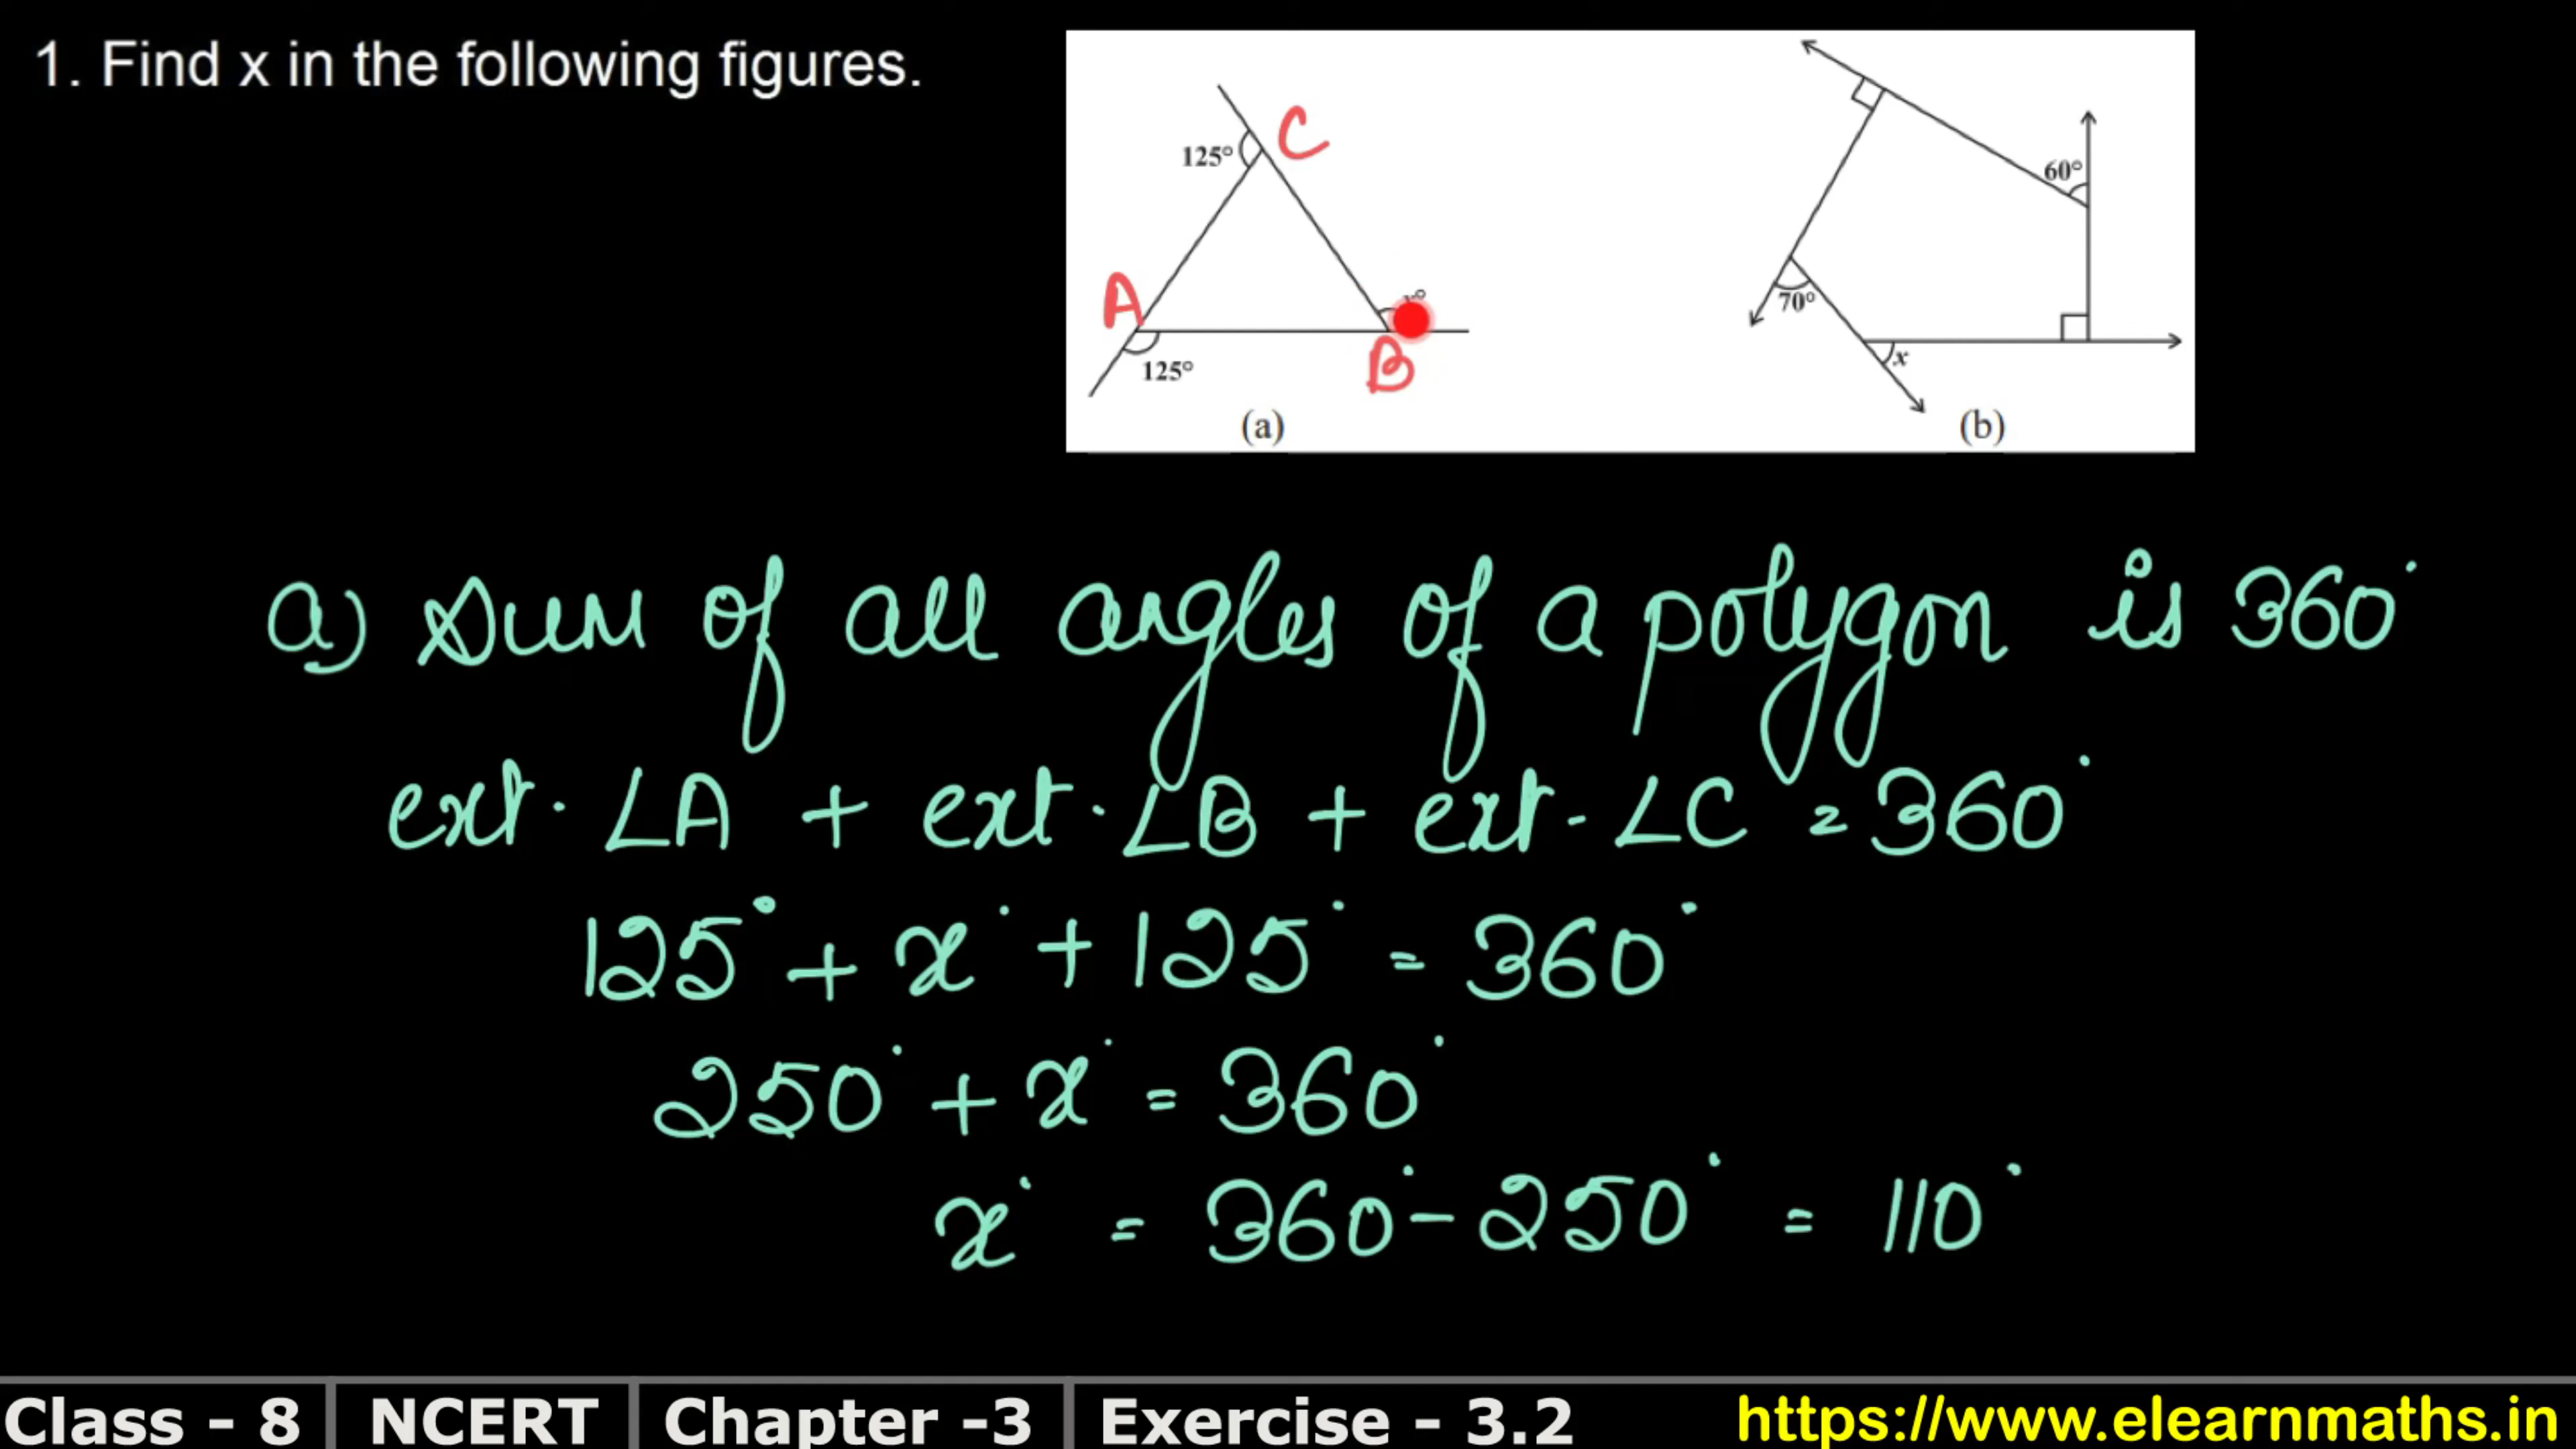 1. Find x in the following figures.
C
125°
A
125°
B
(a)
60°
70°
x
(b)
a) Sum of all angles of a polygon is 360°
ext. ∠A + ext. ∠B + ext. ∠C = 360°
125° + x° + 125° = 360°
250° + x° = 360°
x° = 360° - 250° = 110°
Class - 8 NCERT Chapter -3 Exercise - 3.2 https://www.elearnmaths.in